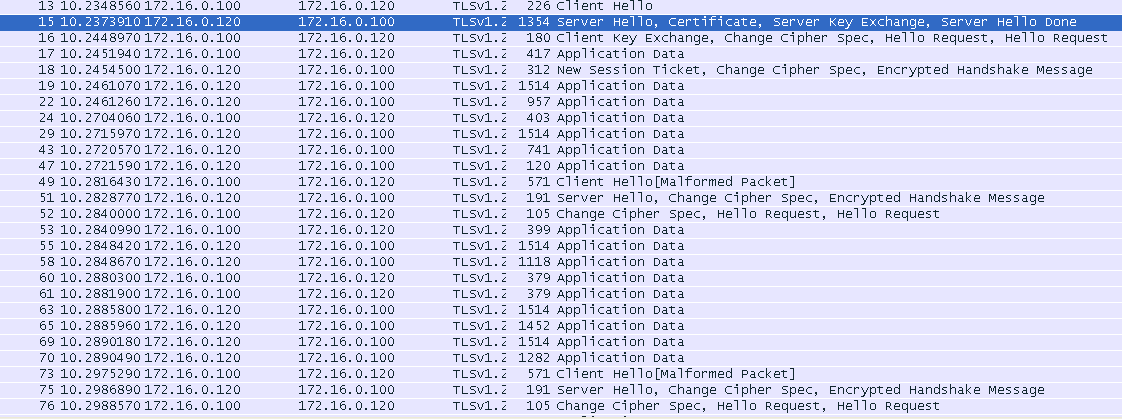 13 10.2348560 172.16.0.100 172.16.0.120 TLSv1.2 226 Client Hello
15 10.2373910 172.16.0.120 172.16.0.100 TLSv1.2 1354 Server Hello, Certificate, Server Key Exchange, Server Hello Done
16 10.2448970 172.16.0.100 172.16.0.120 TLSv1.2 180 Client Key Exchange, Change Cipher Spec, Hello Request, Hello Request
17 10.2451940 172.16.0.100 172.16.0.120 TLSv1.2 417 Application Data
18 10.2454500 172.16.0.120 172.16.0.100 TLSv1.2 312 New Session Ticket, Change Cipher Spec, Encrypted Handshake Message
19 10.2461070 172.16.0.120 172.16.0.100 TLSv1.2 1514 Application Data
22 10.2461260 172.16.0.120 172.16.0.100 TLSv1.2 957 Application Data
24 10.2704060 172.16.0.100 172.16.0.120 TLSv1.2 403 Application Data
29 10.2715970 172.16.0.120 172.16.0.100 TLSv1.2 1514 Application Data
43 10.2720570 172.16.0.120 172.16.0.100 TLSv1.2 741 Application Data
47 10.2721590 172.16.0.120 172.16.0.100 TLSv1.2 120 Application Data
49 10.2816430 172.16.0.100 172.16.0.120 TLSv1.2 571 Client Hello[Malformed Packet]
51 10.2828770 172.16.0.120 172.16.0.100 TLSv1.2 191 Server Hello, Change Cipher Spec, Encrypted Handshake Message
52 10.2840000 172.16.0.100 172.16.0.120 TLSv1.2 105 Change Cipher Spec, Hello Request, Hello Request
53 10.2840990 172.16.0.100 172.16.0.120 TLSv1.2 399 Application Data
55 10.2848420 172.16.0.120 172.16.0.100 TLSv1.2 1514 Application Data
58 10.2848670 172.16.0.120 172.16.0.100 TLSv1.2 1118 Application Data
60 10.2880300 172.16.0.100 172.16.0.120 TLSv1.2 379 Application Data
61 10.2881900 172.16.0.100 172.16.0.120 TLSv1.2 379 Application Data
63 10.2885800 172.16.0.120 172.16.0.100 TLSv1.2 1514 Application Data
65 10.2885960 172.16.0.120 172.16.0.100 TLSv1.2 1452 Application Data
69 10.2890180 172.16.0.120 172.16.0.100 TLSv1.2 1514 Application Data
70 10.2890490 172.16.0.120 172.16.0.100 TLSv1.2 1282 Application Data
73 10.2975290 172.16.0.100 172.16.0.120 TLSv1.2 571 Client Hello[Malformed Packet]
75 10.2986890 172.16.0.120 172.16.0.100 TLSv1.2 191 Server Hello, Change Cipher Spec, Encrypted Handshake Message
76 10.2988570 172.16.0.100 172.16.0.120 TLSv1.2 105 Change Cipher Spec, Hello Request, Hello Request